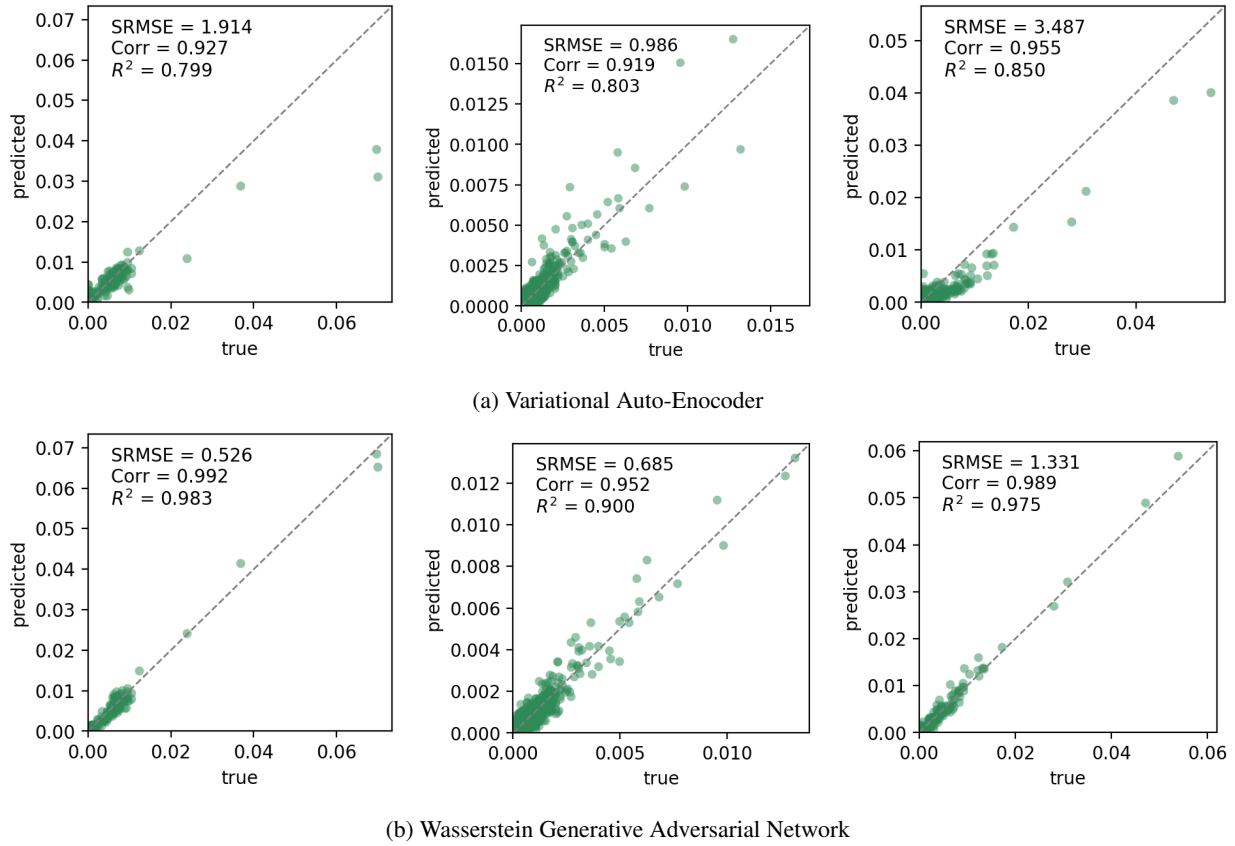 SRMSE = 1.914
Corr = 0.927
R² = 0.799
0.07
0.06
0.05
0.04
0.03
0.02
0.01
0.00
0.00 0.02 0.04 0.06
predicted
true
SRMSE = 0.986
Corr = 0.919
R² = 0.803
0.0150
0.0125
0.0100
0.0075
0.0050
0.0025
0.0000
0.000 0.005 0.010 0.015
predicted
true
SRMSE = 3.487
Corr = 0.955
R² = 0.850
0.05
0.04
0.03
0.02
0.01
0.00
0.00 0.02 0.04
predicted
true
(a) Variational Auto-Enocoder
SRMSE = 0.526
Corr = 0.992
R² = 0.983
0.07
0.06
0.05
0.04
0.03
0.02
0.01
0.00
0.00 0.02 0.04 0.06
predicted
true
SRMSE = 0.685
Corr = 0.952
R² = 0.900
0.012
0.010
0.008
0.006
0.004
0.002
0.000
0.000 0.005 0.010
predicted
true
SRMSE = 1.331
Corr = 0.989
R² = 0.975
0.06
0.05
0.04
0.03
0.02
0.01
0.00
0.00 0.02 0.04 0.06
predicted
true
(b) Wasserstein Generative Adversarial Network